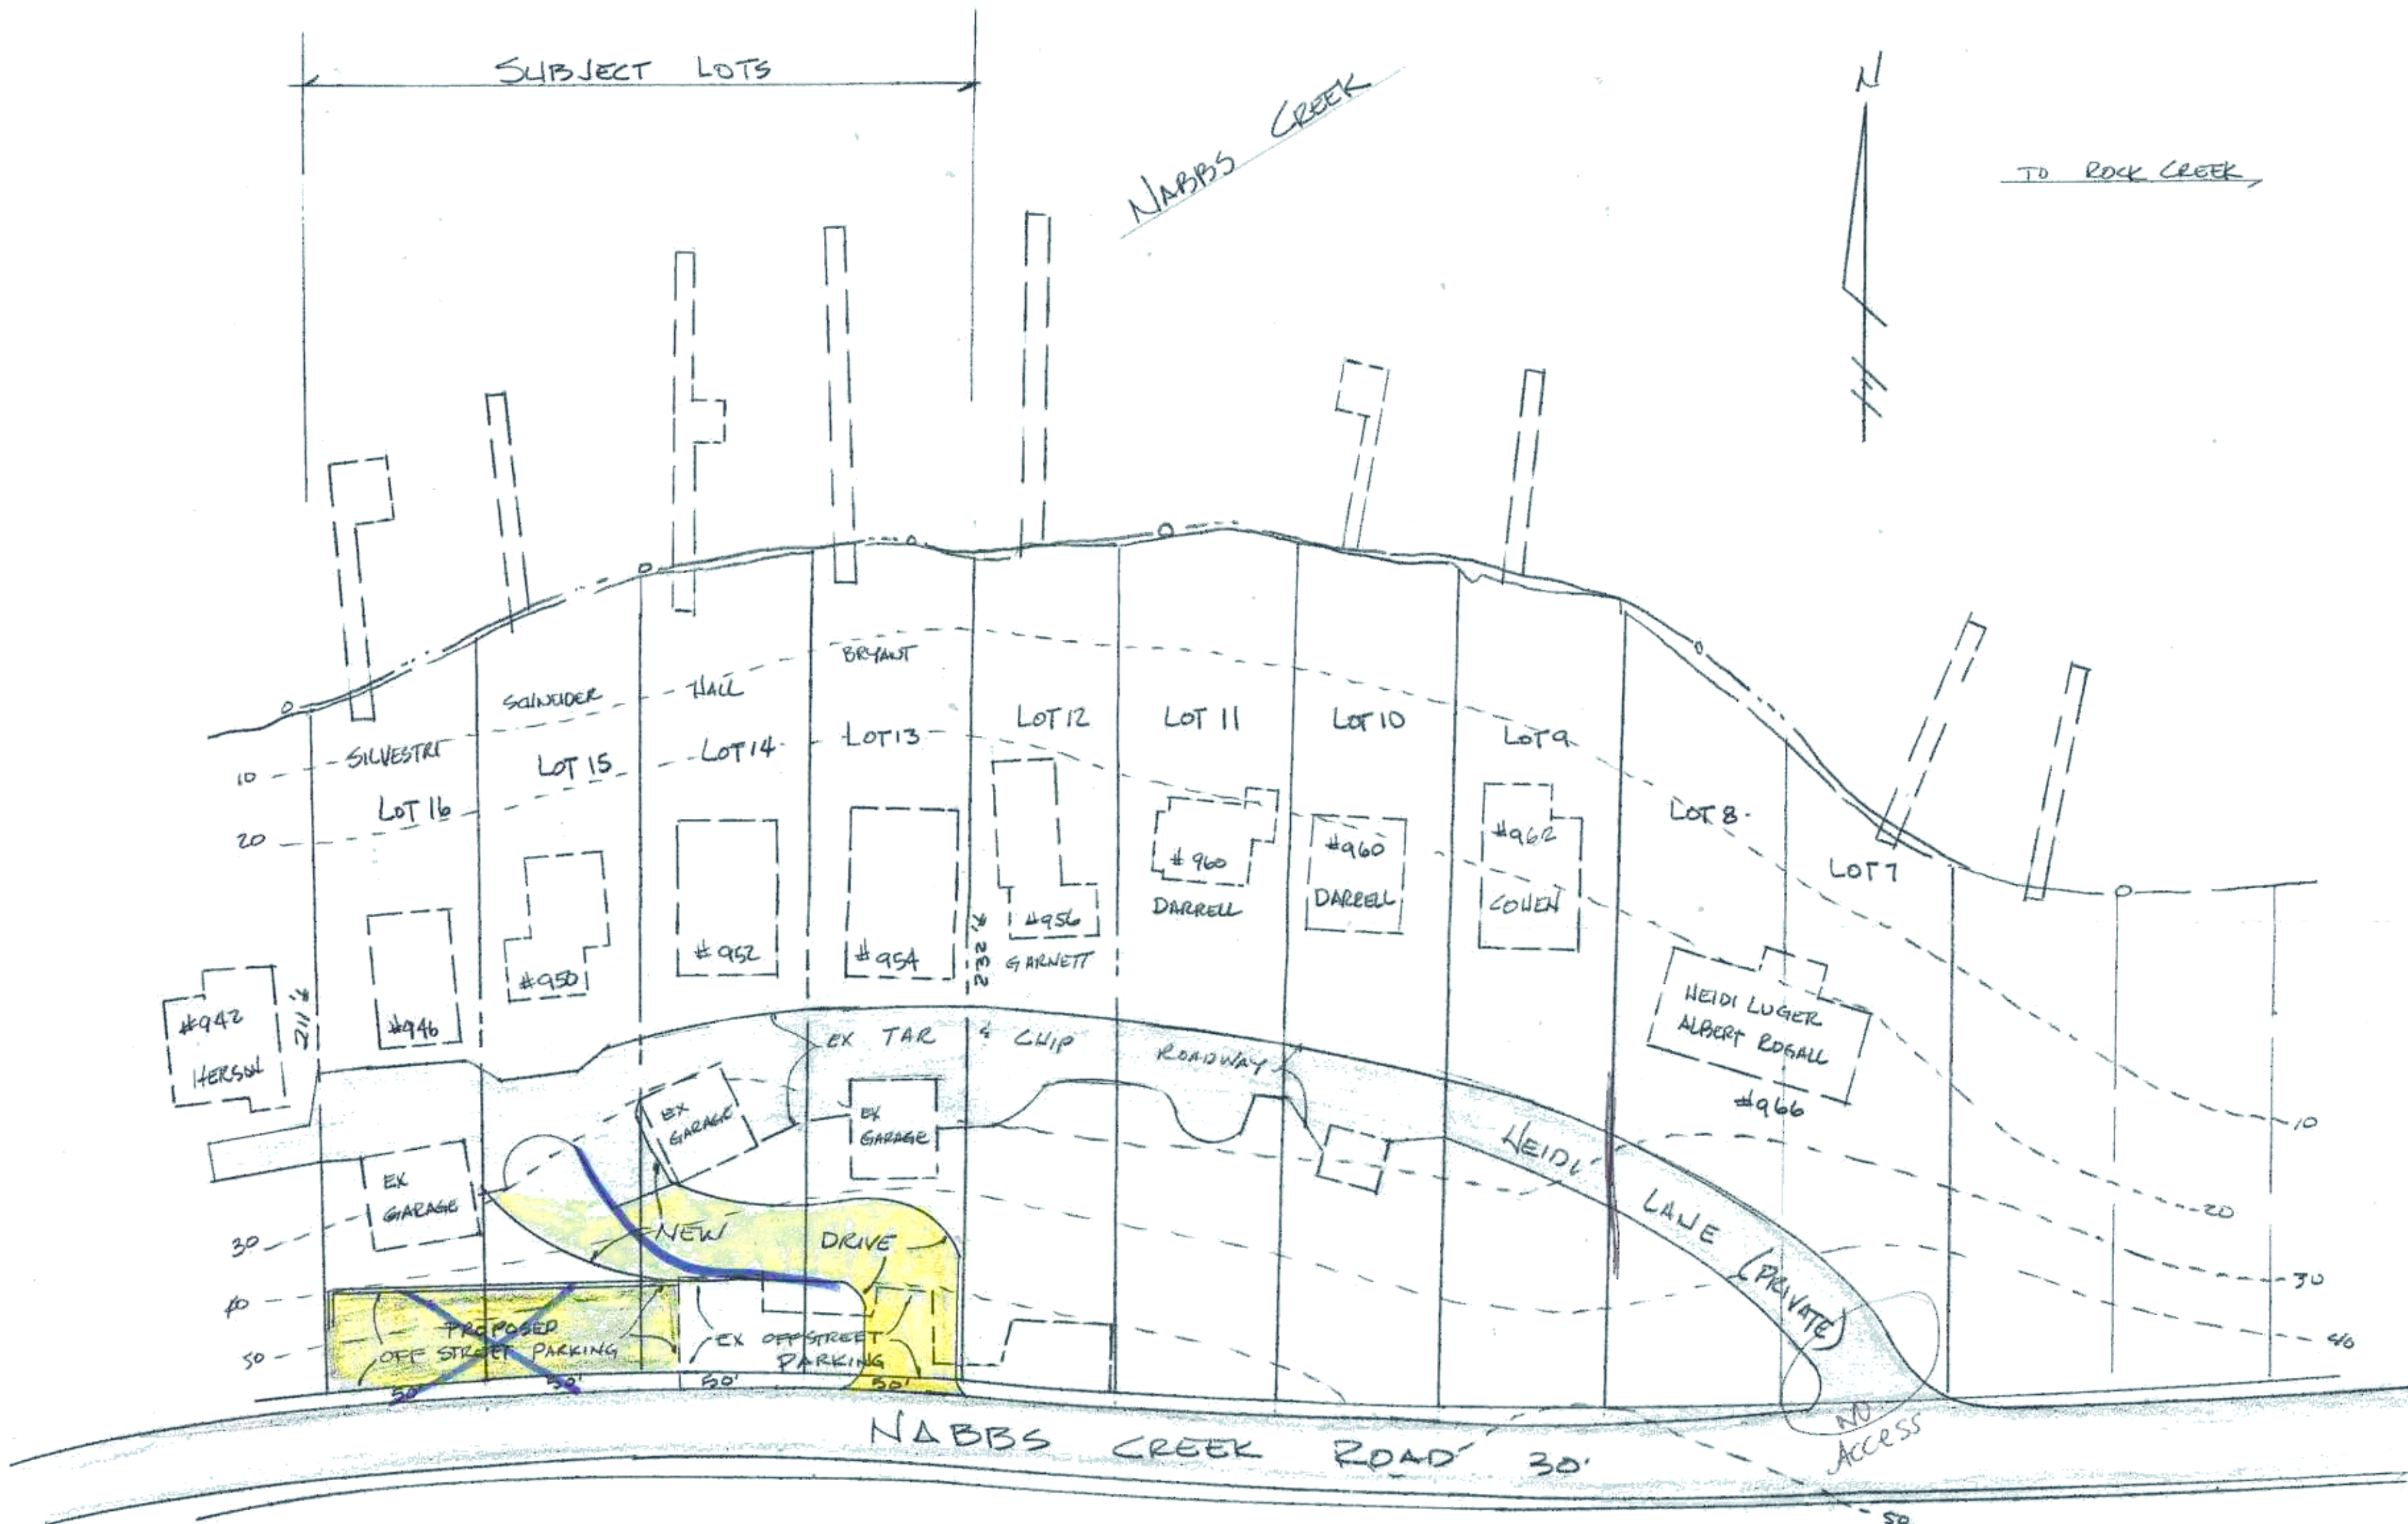 SUBJECT LOTS
NABBS CREEK
N
TO ROCK CREEK
BRYANT
SCHNEIDER
HALL
SILVESTRI
LOT 16
LOT 15
LOT 14
LOT 13
LOT 12
LOT 11
LOT 10
LOT 9
LOT 8
LOT 7
10
20
#942
HERSON
211'±
#946
#950
#952
#954
232'±
#956
GARNETT
#960
DARRELL
#960
DARRELL
#962
COHEN
HEIDI LUGER
ALBERT ROGALL
#966
EX TAR & CHIP ROADWAY
EX
GARAGE
EX
GARAGE
EX
GARAGE
HEIDI LANE (PRIVATE)
NEW DRIVE
30
40
50
PROPOSED
OFF STREET PARKING
EX OFFSTREET
PARKING
50'
50'
50'
50'
10
20
30
40
NO
ACCESS
NABBS CREEK ROAD 30'
50